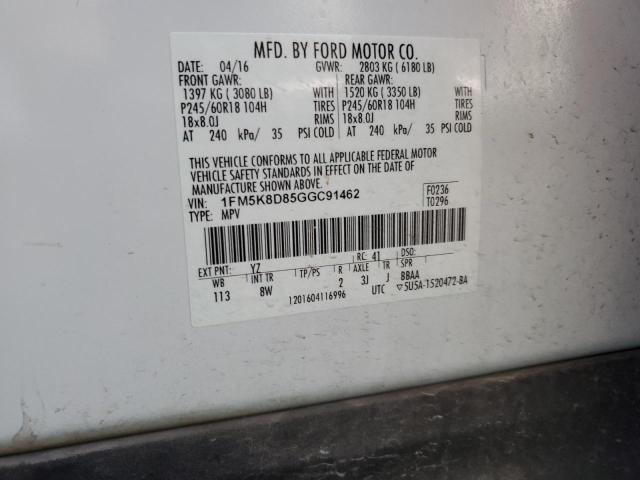 MFD. BY FORD MOTOR CO.
DATE: 04/16 GVWR: 2803 KG ( 6180 LB)
FRONT GAWR: REAR GAWR:
1397 KG ( 3080 LB) WITH 1520 KG ( 3350 LB) WITH
P245/60R18 104H TIRES P245/60R18 104H TIRES
18x8.0J RIMS 18x8.0J RIMS
AT 240 kPa/ 35 PSI COLD AT 240 kPa/ 35 PSI COLD
THIS VEHICLE CONFORMS TO ALL APPLICABLE FEDERAL MOTOR
VEHICLE SAFETY STANDARDS IN EFFECT ON THE DATE OF
MANUFACTURE SHOWN ABOVE.
VIN: 1FM5K8D85GGC91462 F0236
TYPE: MPV T0296
EXT PNT: YZ RC: 41 DSO:
WB INT TR TP/PS R AXLE TR SPR
113 8W 2 3J J BBAA
1201604116996 UTC ▽5U5A-1520472-BA